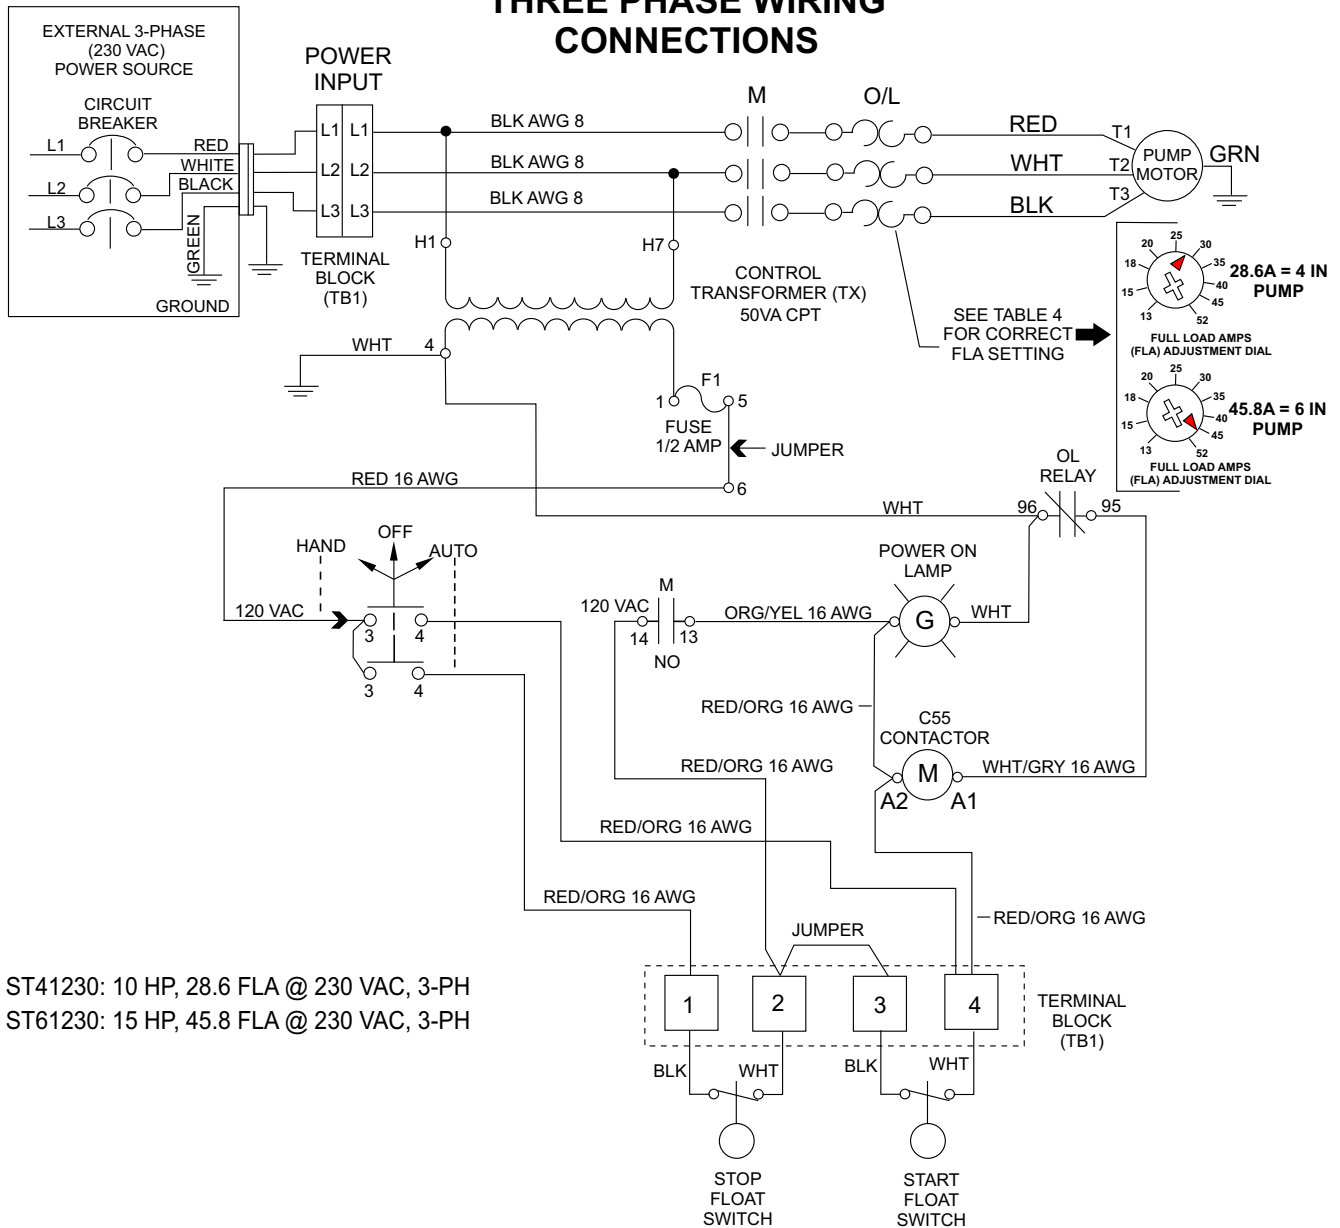 THREE PHASE WIRING
CONNECTIONS
EXTERNAL 3-PHASE
(230 VAC)
POWER SOURCE
CIRCUIT
BREAKER
L1
L2
L3
RED
WHITE
BLACK
GREEN
GROUND
POWER
INPUT
L1 L1
L2 L2
L3 L3
TERMINAL
BLOCK
(TB1)
BLK AWG 8
BLK AWG 8
BLK AWG 8
M
O/L
RED
WHT
BLK
T1
T2
T3
PUMP
MOTOR
GRN
H1
H7
CONTROL
TRANSFORMER (TX)
50VA CPT
SEE TABLE 4
FOR CORRECT
FLA SETTING
13
15
18
20
25
30
35
40
45
52
28.6A = 4 IN
PUMP
FULL LOAD AMPS
(FLA) ADJUSTMENT DIAL
13
15
18
20
25
30
35
40
45
52
45.8A = 6 IN
PUMP
FULL LOAD AMPS
(FLA) ADJUSTMENT DIAL
WHT
4
1
F1
5
FUSE
1/2 AMP
JUMPER
6
RED 16 AWG
WHT
OL
RELAY
96
95
HAND
OFF
AUTO
120 VAC
3
4
3
4
120 VAC
M
14
13
NO
ORG/YEL 16 AWG
POWER ON
LAMP
G
WHT
RED/ORG 16 AWG
C55
CONTACTOR
M
A2
A1
WHT/GRY 16 AWG
RED/ORG 16 AWG
RED/ORG 16 AWG
RED/ORG 16 AWG
RED/ORG 16 AWG
JUMPER
1
2
3
4
TERMINAL
BLOCK
(TB1)
BLK
WHT
BLK
WHT
STOP
FLOAT
SWITCH
START
FLOAT
SWITCH
ST41230: 10 HP, 28.6 FLA @ 230 VAC, 3-PH
ST61230: 15 HP, 45.8 FLA @ 230 VAC, 3-PH